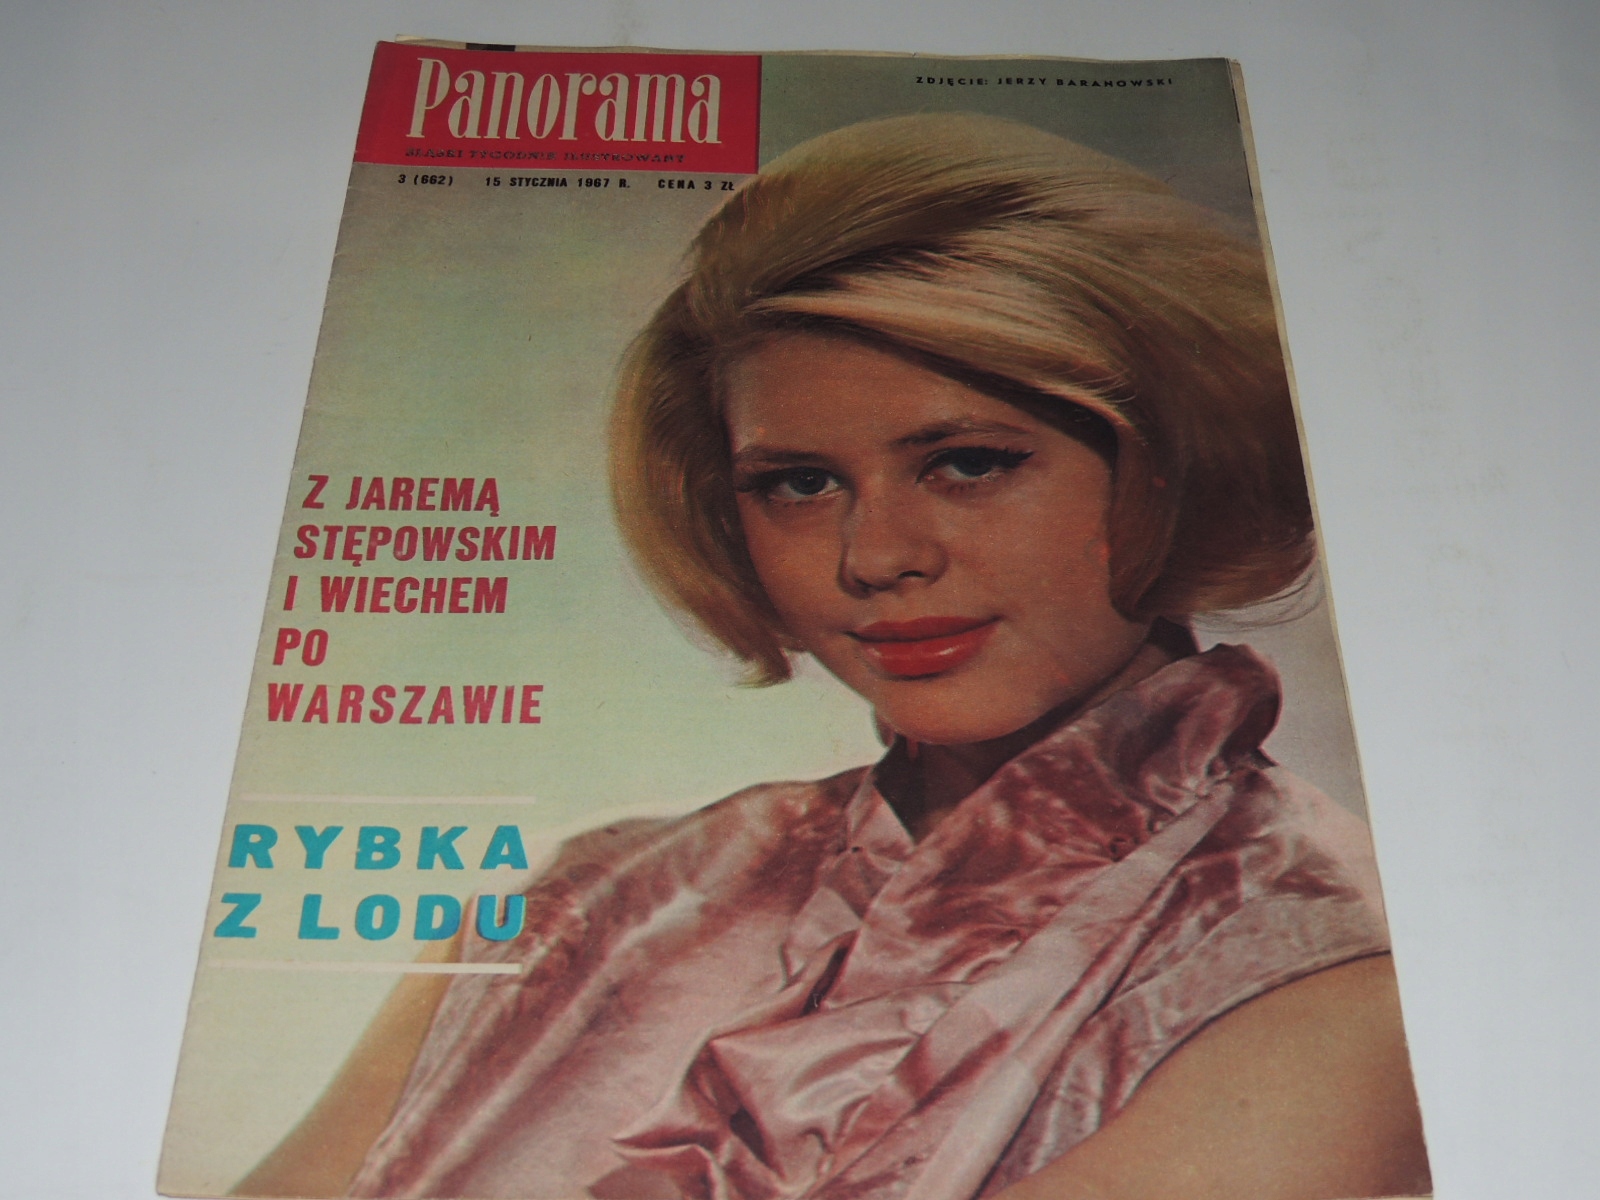 Panorama
ŚLĄSKI TYGODNIK ILUSTROWANY
3 (662) 15 STYCZNIA 1967 R. CENA 3 ZŁ
ZDJĘCIE: JERZY BARANOWSKI
Z JAREMĄ
STĘPOWSKIM
I WIECHEM
PO
WARSZAWIE
RYBKA
Z LODU